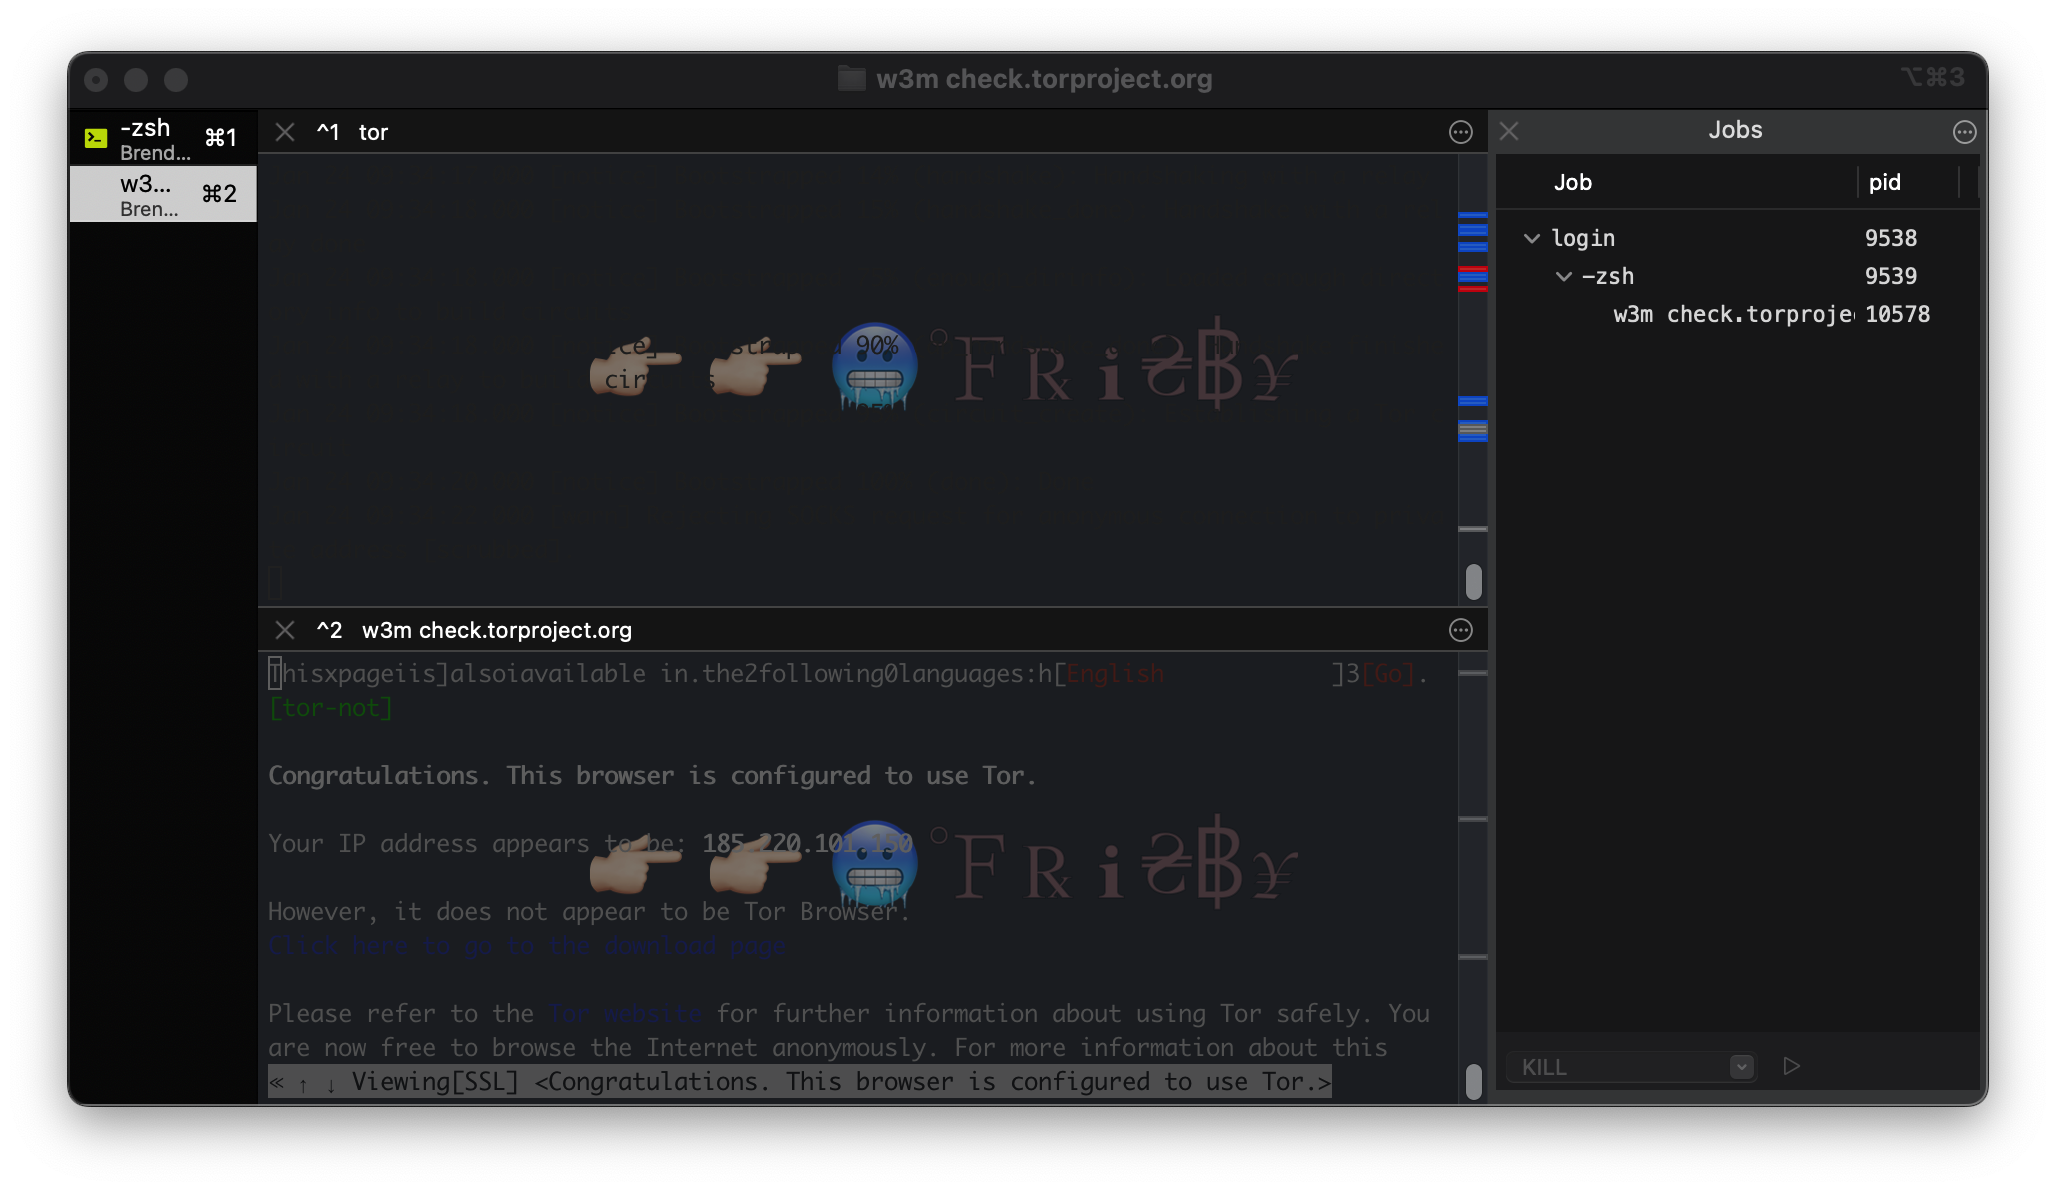 w3m check.torproject.org
⌥⌘3
-zsh ⌘1
Brend...
w3... ⌘2
Bren...
^1 tor
90%
cir
👉🏻 👉🏻 🥶 °FƦi₴฿¥
^2 w3m check.torproject.org
Thisxpageiis]alsoiavailable in.the2following0languages:h[English ]3[Go].
[tor-not]
Congratulations. This browser is configured to use Tor.
Your IP address appears to be: 185.220.101.150
👉🏻 👉🏻 🥶 °FƦi₴฿¥
However, it does not appear to be Tor Browser.
Click here to go to the download page
Please refer to the Tor website for further information about using Tor safely. You
are now free to browse the Internet anonymously. For more information about this
≪ ↑ ↓ Viewing[SSL] <Congratulations. This browser is configured to use Tor.>
Jobs
Job pid
login 9538
-zsh 9539
w3m check.torproje 10578
KILL